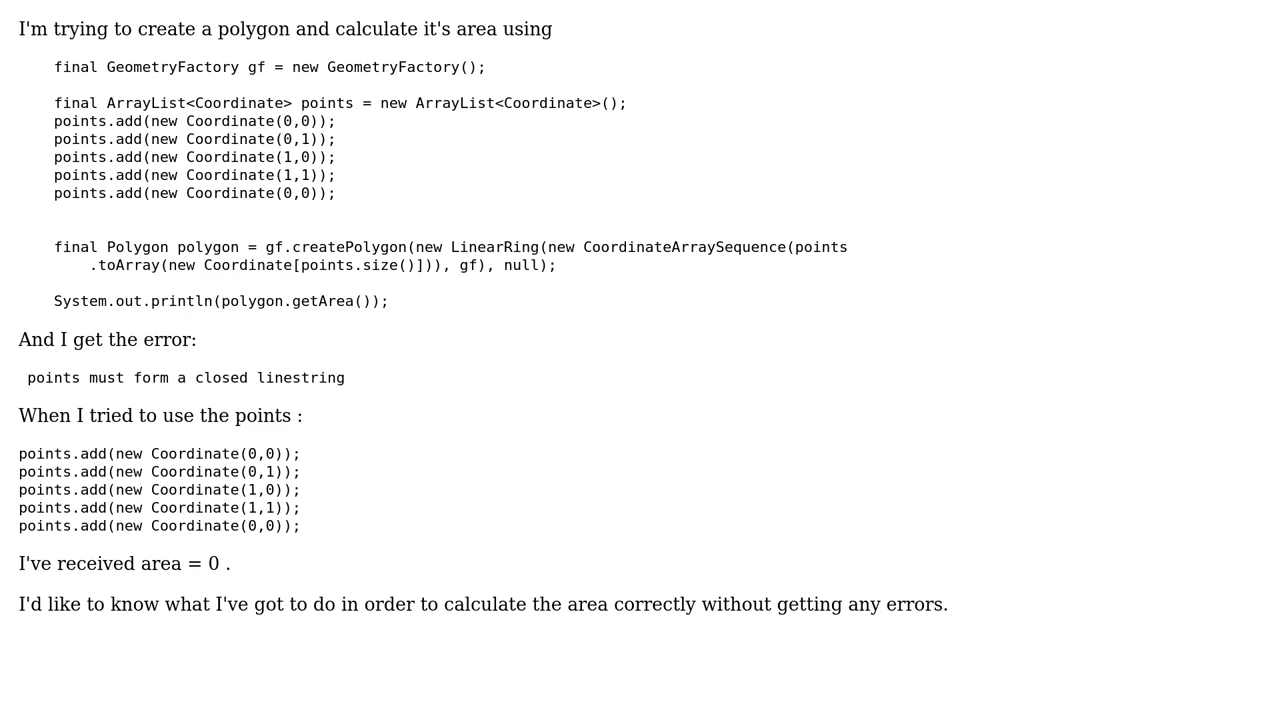 I'm trying to create a polygon and calculate it's area using
final GeometryFactory gf = new GeometryFactory();
final ArrayList<Coordinate> points = new ArrayList<Coordinate>();
points.add(new Coordinate(0,0));
points.add(new Coordinate(0,1));
points.add(new Coordinate(1,0));
points.add(new Coordinate(1,1));
points.add(new Coordinate(0,0));
final Polygon polygon = gf.createPolygon(new LinearRing(new CoordinateArraySequence(points
.toArray(new Coordinate[points.size()])), gf), null);
System.out.println(polygon.getArea());
And I get the error:
points must form a closed linestring
When I tried to use the points :
points.add(new Coordinate(0,0));
points.add(new Coordinate(0,1));
points.add(new Coordinate(1,0));
points.add(new Coordinate(1,1));
points.add(new Coordinate(0,0));
I've received area = 0 .
I'd like to know what I've got to do in order to calculate the area correctly without getting any errors.